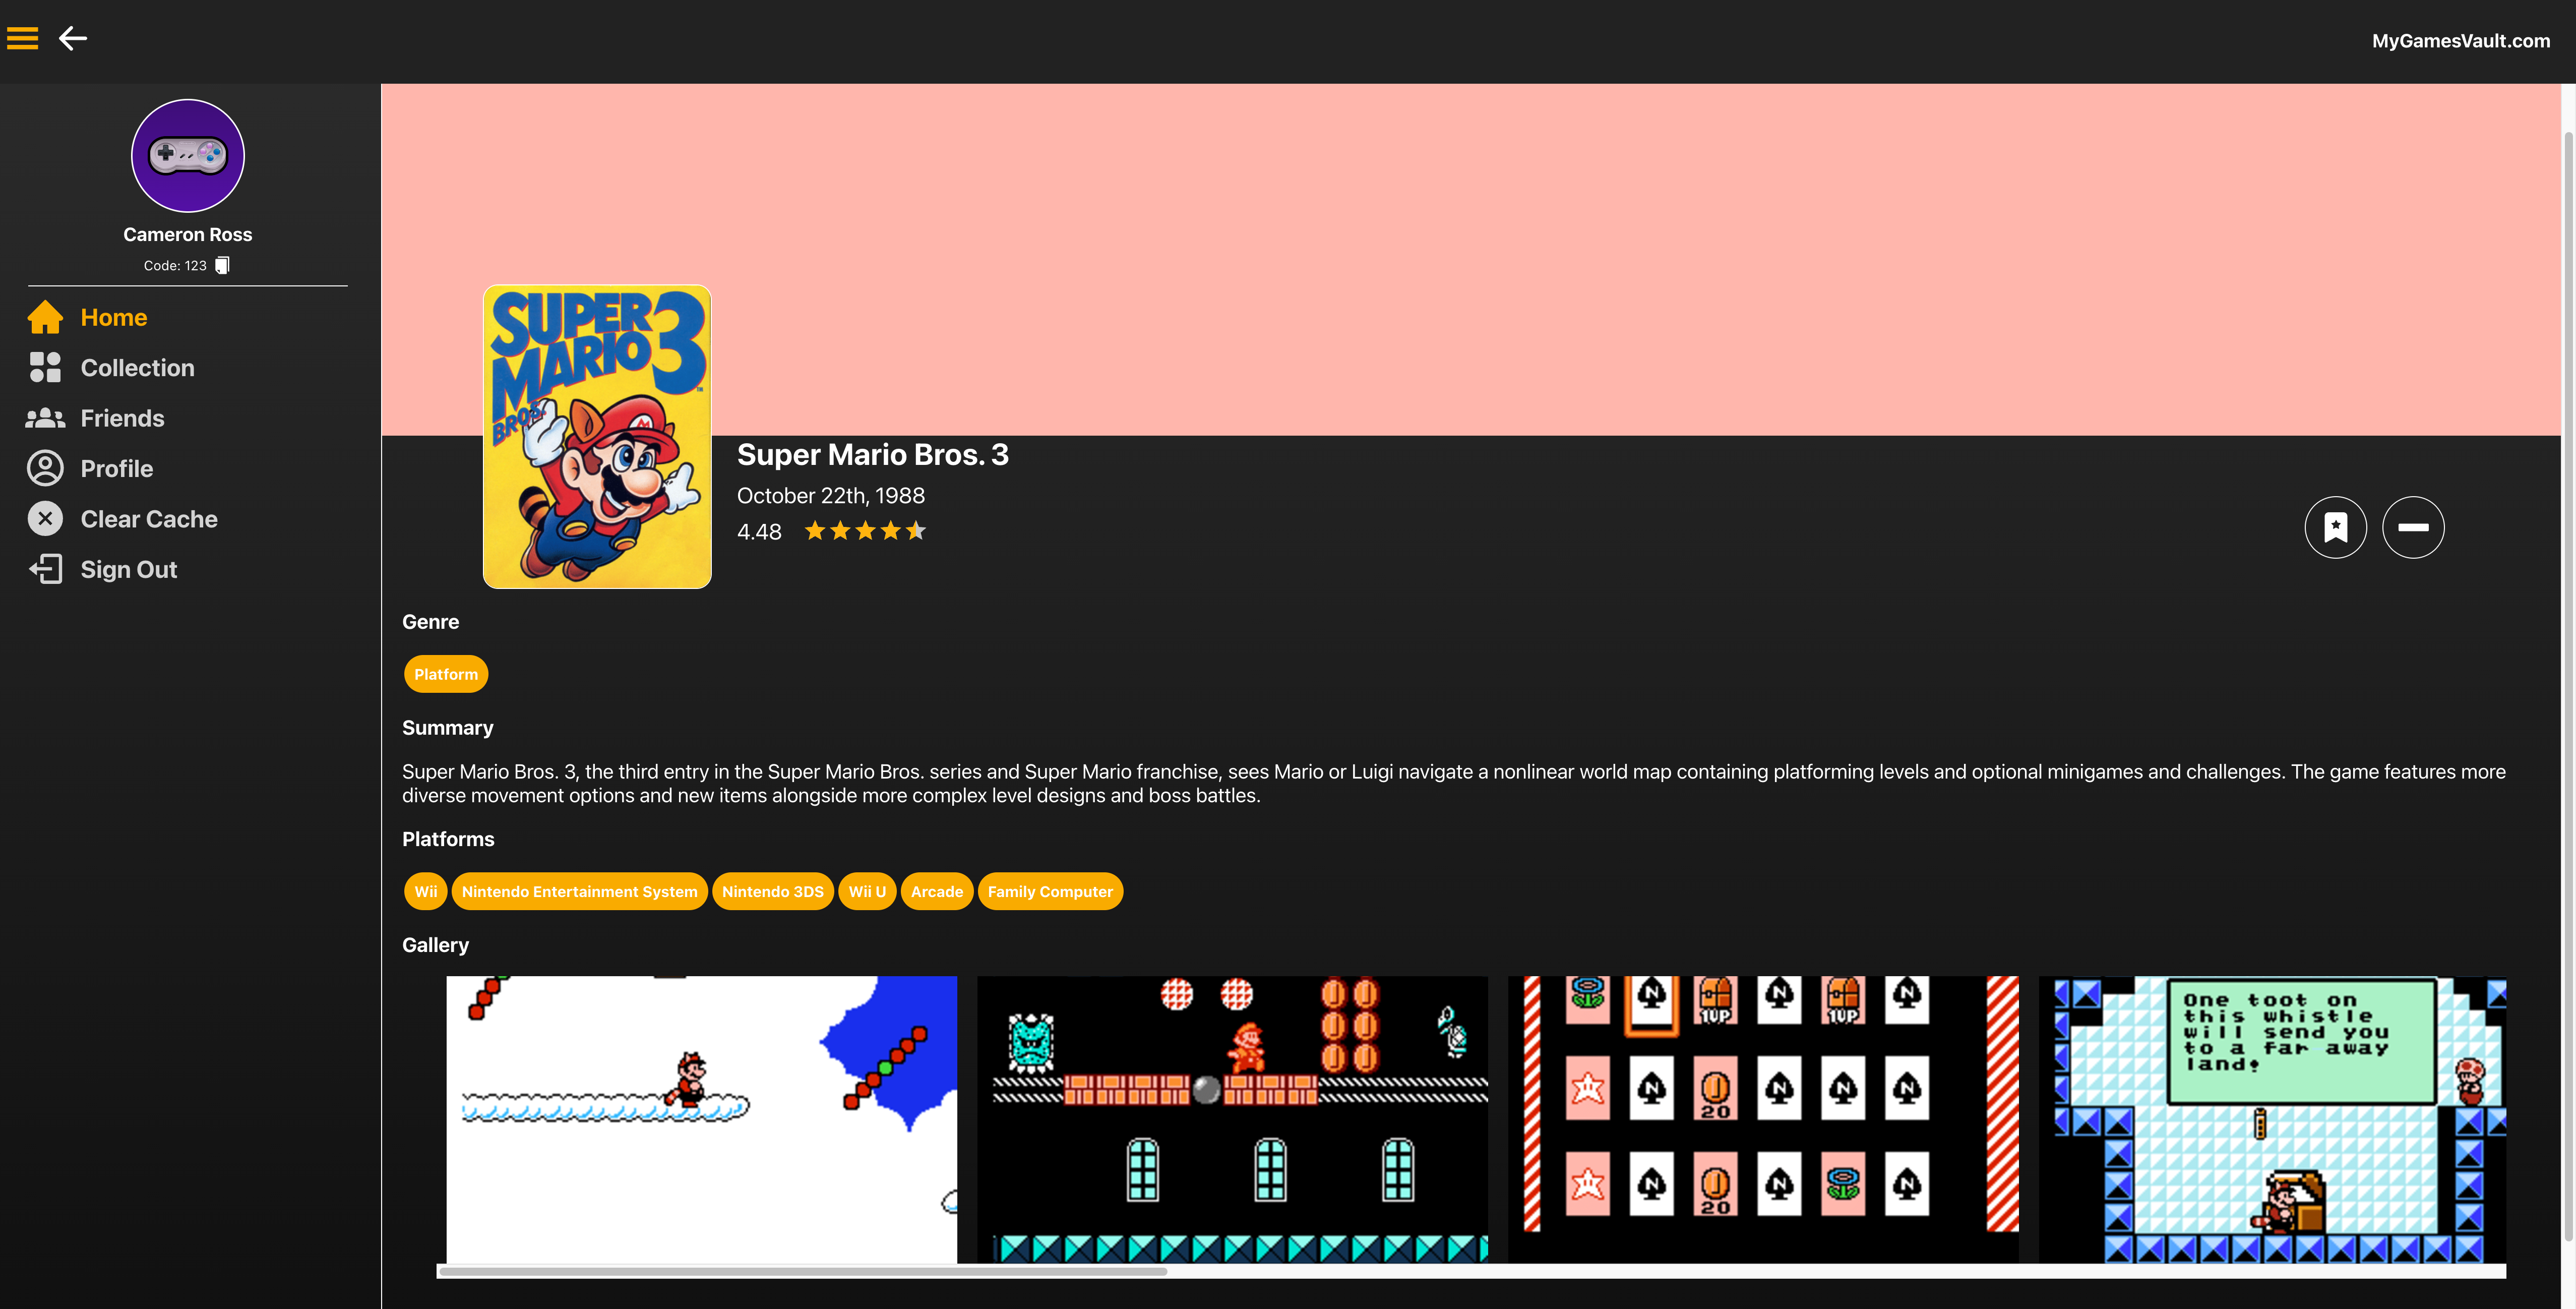 MyGamesVault.com
Cameron Ross
Code: 123
Home
Collection
Friends
Profile
Clear Cache
Sign Out
SUPER
MARIO 3
BROS.
TM
Super Mario Bros. 3
October 22th, 1988
4.48
Genre
Platform
Summary
Super Mario Bros. 3, the third entry in the Super Mario Bros. series and Super Mario franchise, sees Mario or Luigi navigate a nonlinear world map containing platforming levels and optional minigames and challenges. The game features more
diverse movement options and new items alongside more complex level designs and boss battles.
Platforms
Wii
Nintendo Entertainment System
Nintendo 3DS
Wii U
Arcade
Family Computer
Gallery
N 1UP N 1UP N
N 20 N N N
N 20 N N
One toot on
this whistle
will send you
to a far away
land!